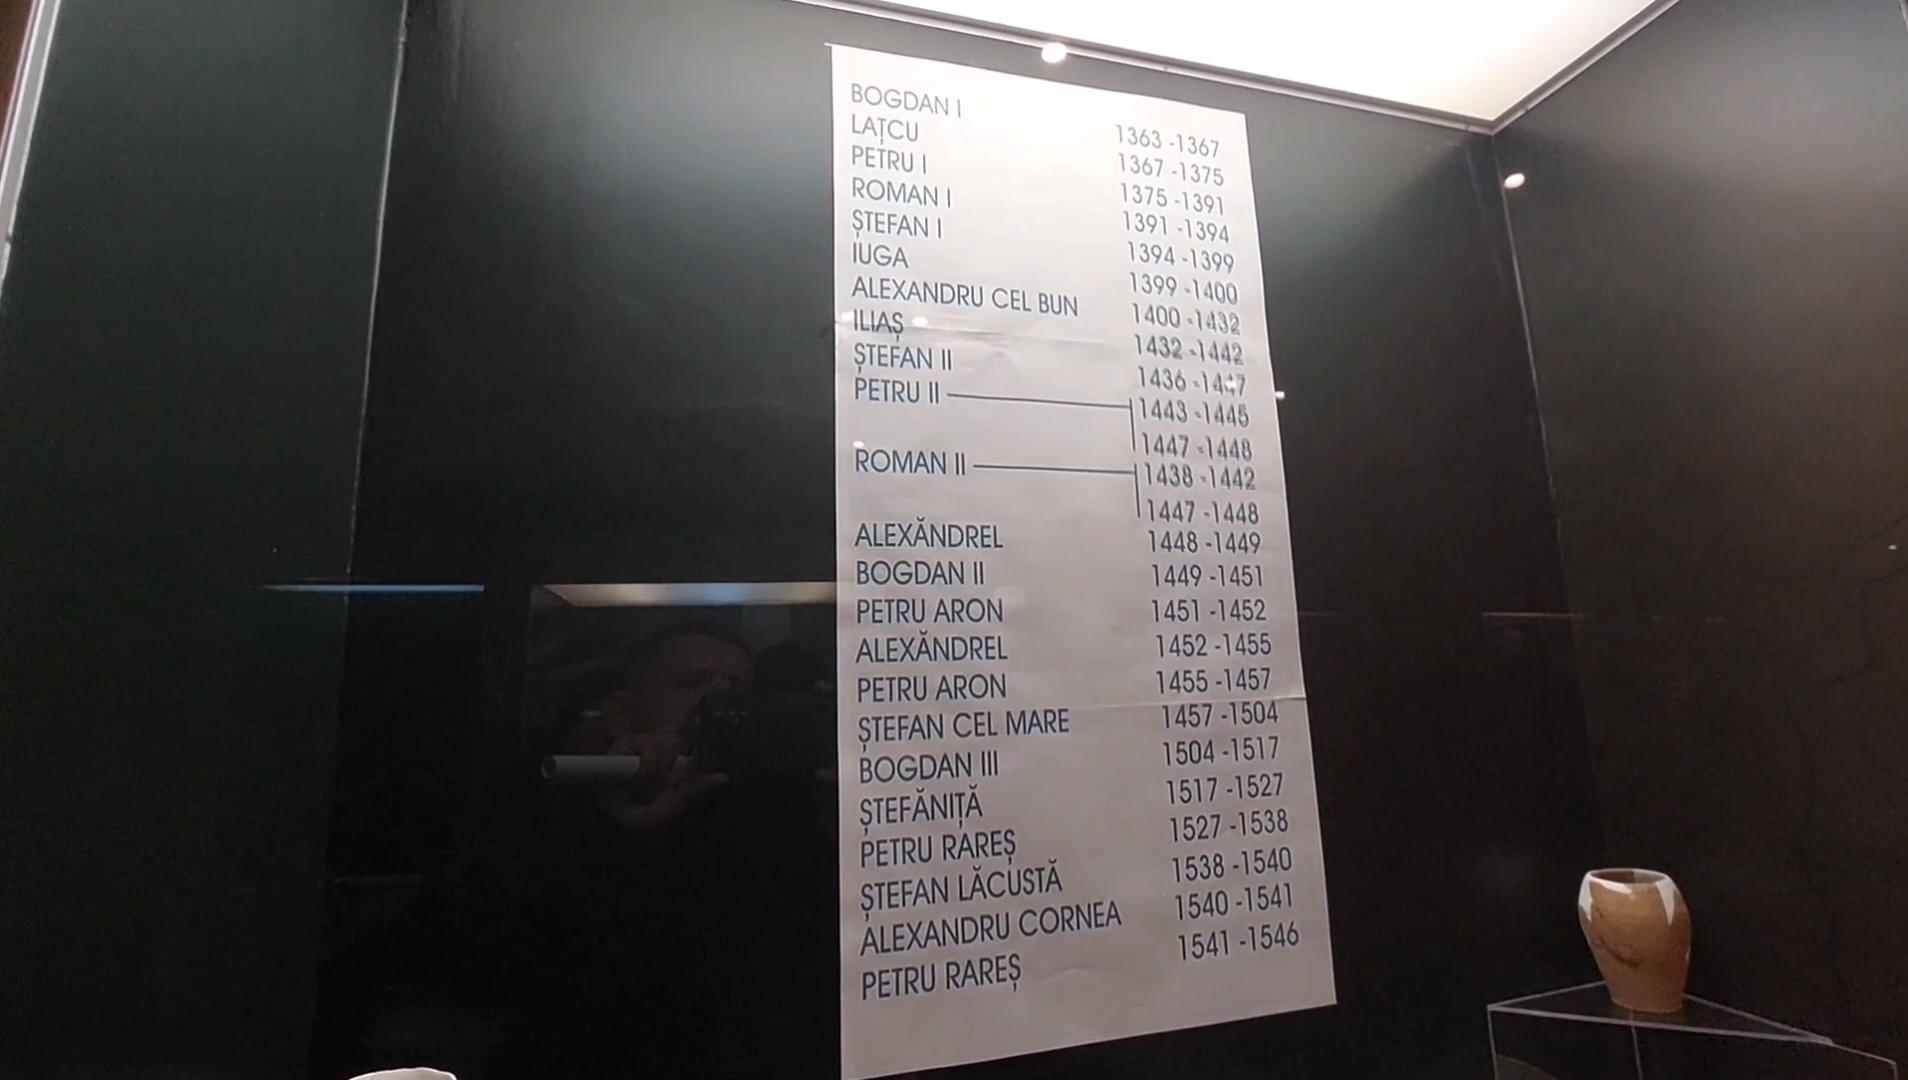 BOGDAN I 1363 -1367
LAȚCU 1367 -1375
PETRU I 1375 -1391
ROMAN I 1391 -1394
ȘTEFAN I 1394 -1399
IUGA 1399 -1400
ALEXANDRU CEL BUN 1400 -1432
ILIAȘ 1432 -1442
ȘTEFAN II 1436 -1447
PETRU II 1443 -1445
1447 -1448
ROMAN II 1438 -1442
1447 -1448
ALEXĂNDREL 1448 -1449
BOGDAN II 1449 -1451
PETRU ARON 1451 -1452
ALEXĂNDREL 1452 -1455
PETRU ARON 1455 -1457
ȘTEFAN CEL MARE 1457 -1504
BOGDAN III 1504 -1517
ȘTEFĂNIȚĂ 1517 -1527
PETRU RAREȘ 1527 -1538
ȘTEFAN LĂCUSTĂ 1538 -1540
ALEXANDRU CORNEA 1540 -1541
PETRU RAREȘ 1541 -1546